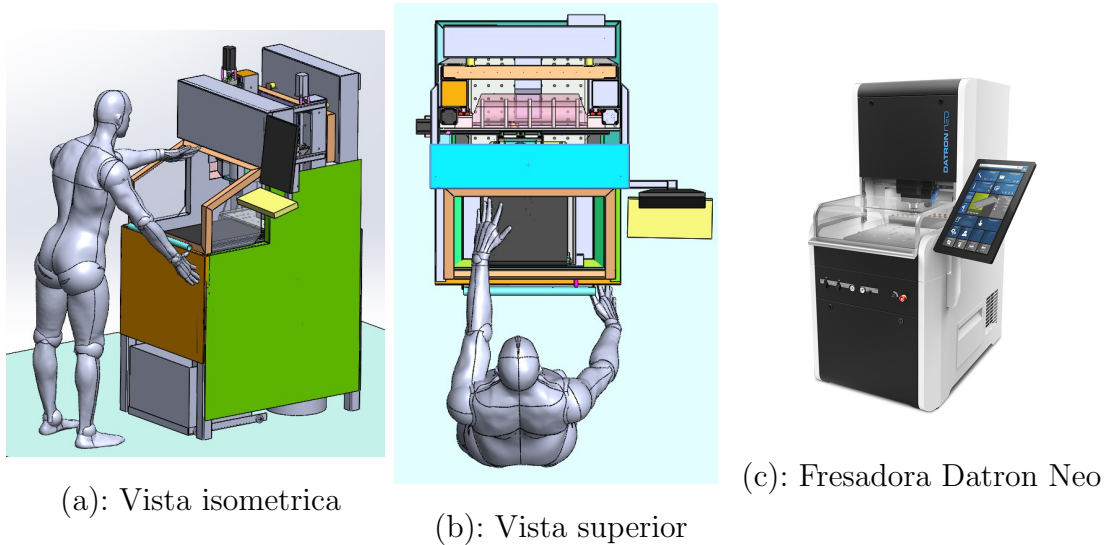 DATRON NEO
(a): Vista isometrica
(b): Vista superior
(c): Fresadora Datron Neo